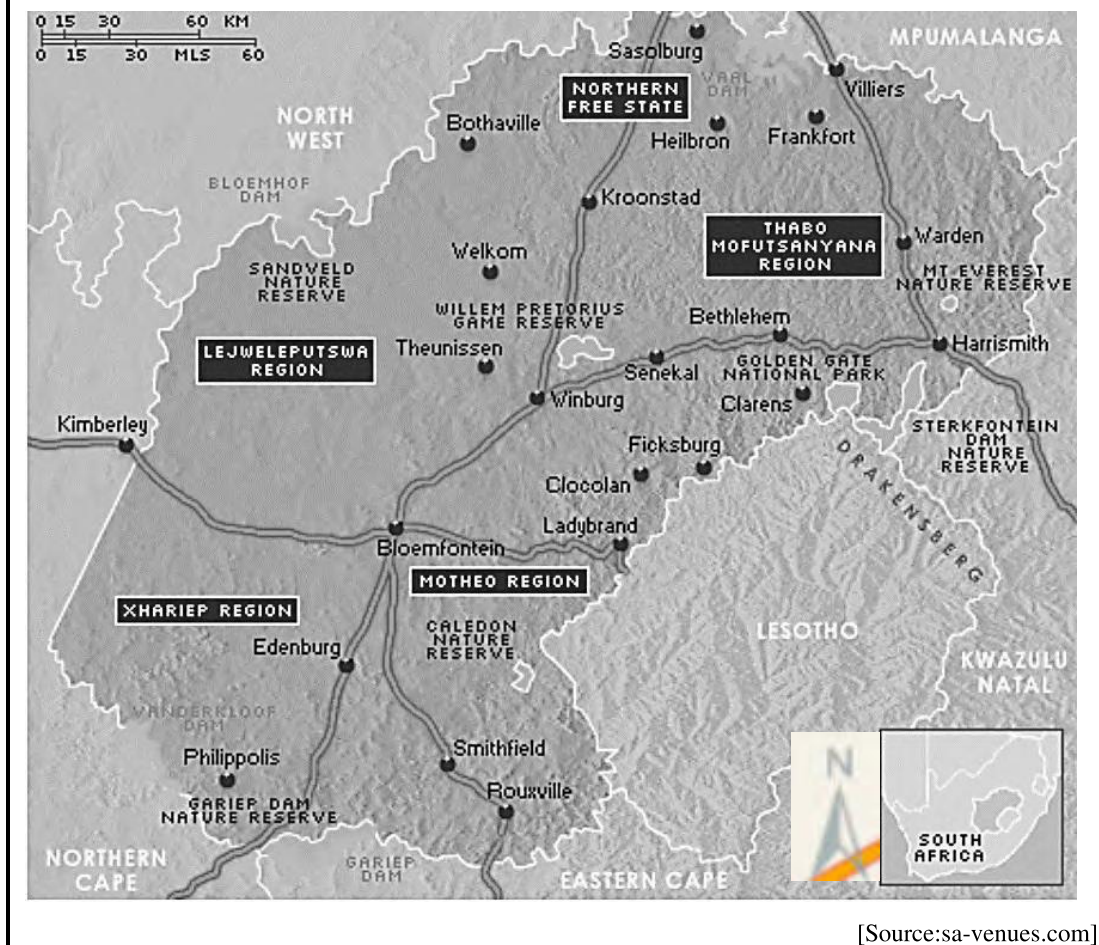 0 15 30 60 KM
0 15 30 MLS 60
MPUMALANGA
Sasolburg
VAAL
DAM
Villiers
NORTHERN
FREE STATE
NORTH
WEST
Bothaville
Heilbron
Frankfort
BLOEMHOF
DAM
Kroonstad
THABO
MOFUTSANYANA
REGION
Warden
Welkom
SANDVELD
NATURE
RESERVE
MT EVEREST
NATURE RESERVE
WILLEM PRETORIUS
GAME RESERVE
Bethlehem
LEJWELEPUTSWA
REGION
Theunissen
Harrismith
Senekal
GOLDEN GATE
NATIONAL PARK
Winburg
Clarens
Kimberley
STERKFONTEIN
DAM
NATURE
RESERVE
Ficksburg
DRAKENSBERG
Clocolan
Ladybrand
Bloemfontein
MOTHEO REGION
XHARIEP REGION
CALEDON
NATURE
RESERVE
LESOTHO
Edenburg
KWAZULU
NATAL
VANDERKLOOF
DAM
Smithfield
Philippolis
N
Rouxville
GARIEP DAM
NATURE RESERVE
SOUTH
AFRICA
NORTHERN
CAPE
GARIEP
DAM
EASTERN CAPE
[Source:sa-venues.com]